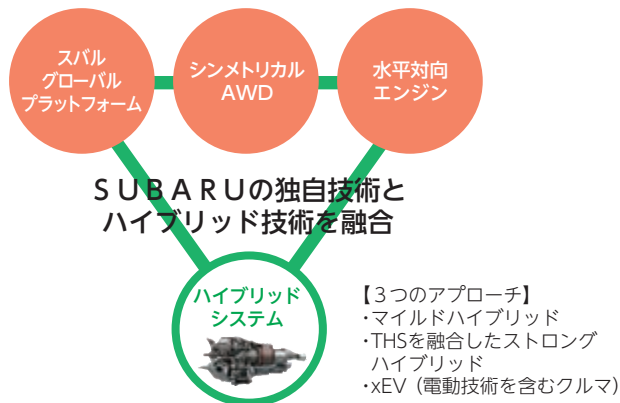 スバル
グローバル
プラットフォーム
シンメトリカル
AWD
水平対向
エンジン
SUBARUの独自技術と
ハイブリッド技術を融合
ハイブリッド
システム
【3つのアプローチ】
・マイルドハイブリッド
・THSを融合したストロング
ハイブリッド
・xEV(電動技術を含むクルマ)